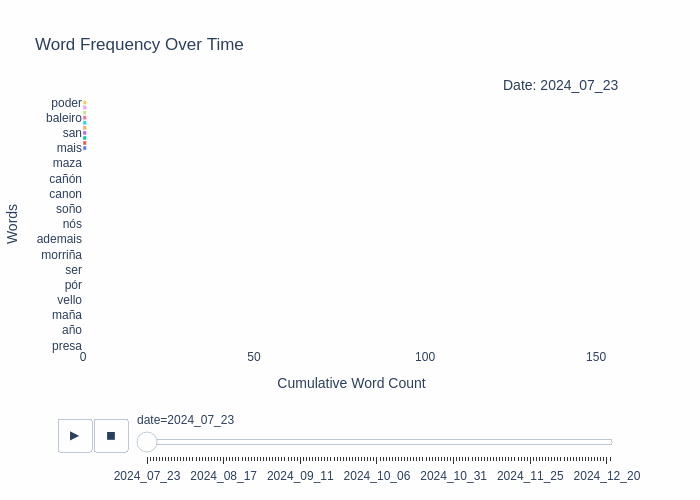 Word Frequency Over Time
Date: 2024_07_23
poder
baleiro
san
mais
maza
cañón
canon
soño
nós
ademais
morriña
ser
pór
vello
maña
año
presa
Words
0 50 100 150
Cumulative Word Count
date=2024_07_23
2024_07_23 2024_08_17 2024_09_11 2024_10_06 2024_10_31 2024_11_25 2024_12_20